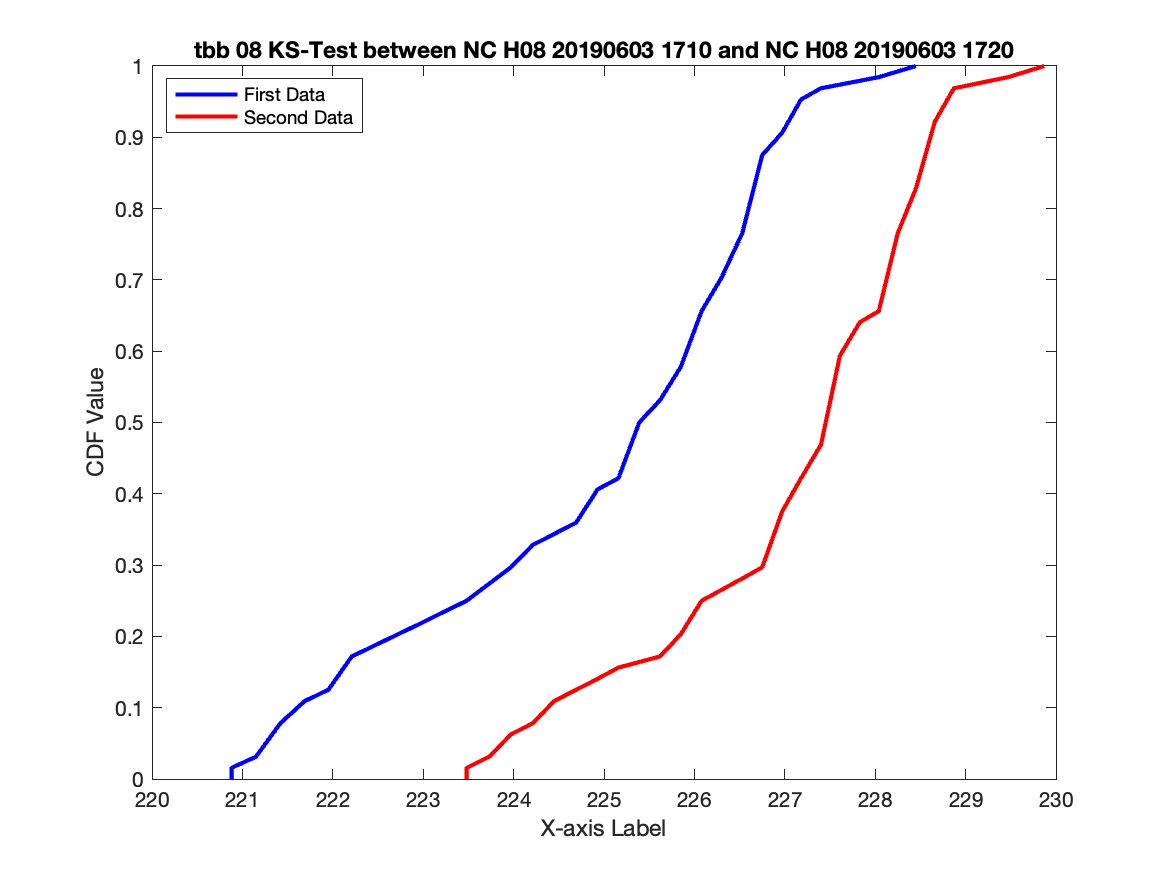 tbb 08 KS-Test between NC H08 20190603 1710 and NC H08 20190603 1720
First Data
Second Data
CDF Value
1
0.9
0.8
0.7
0.6
0.5
0.4
0.3
0.2
0.1
0
220 221 222 223 224 225 226 227 228 229 230
X-axis Label